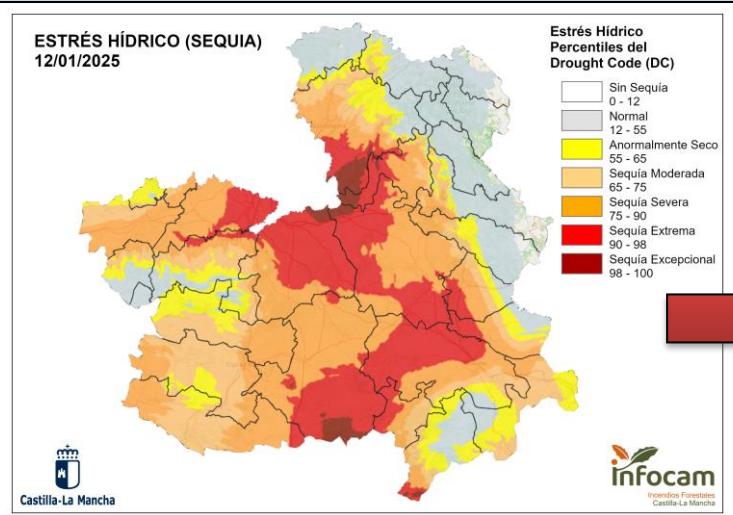 ESTRÉS HÍDRICO (SEQUIA)
12/01/2025
Estrés Hídrico
Percentiles del
Drought Code (DC)
Sin Sequía
0 - 12
Normal
12 - 55
Anormalmente Seco
55 - 65
Sequía Moderada
65 - 75
Sequía Severa
75 - 90
Sequía Extrema
90 - 98
Sequía Excepcional
98 - 100
Castilla-La Mancha
infocam
Incendios Forestales
Castilla-La Mancha